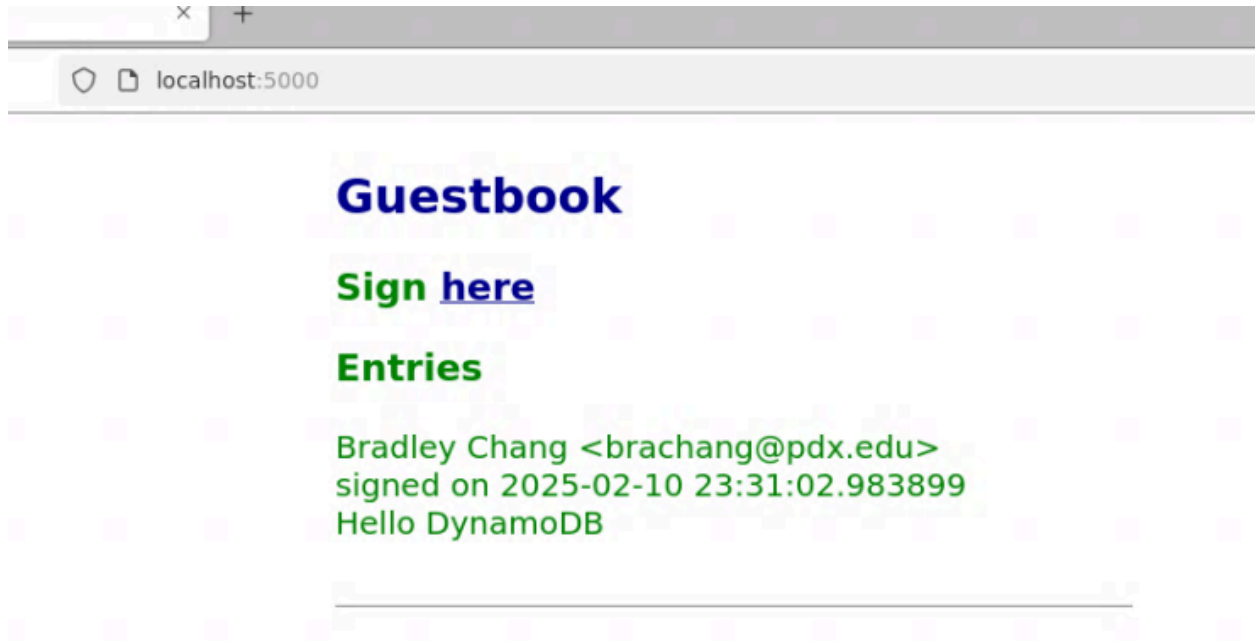 × +
localhost:5000
Guestbook
Sign here
Entries
Bradley Chang <brachang@pdx.edu>
signed on 2025-02-10 23:31:02.983899
Hello DynamoDB